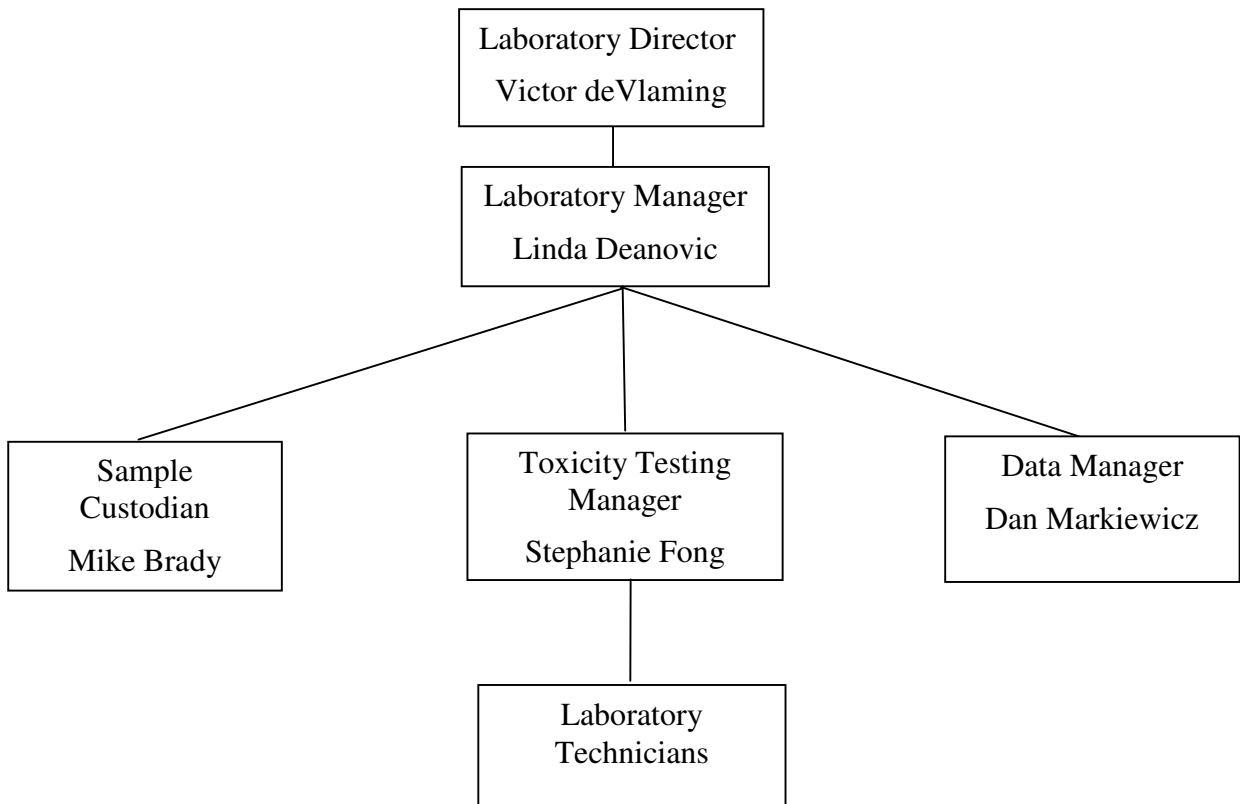 Laboratory Director
Victor deVlaming
Laboratory Manager
Linda Deanovic
Sample
Custodian
Mike Brady
Toxicity Testing
Manager
Stephanie Fong
Data Manager
Dan Markiewicz
Laboratory
Technicians